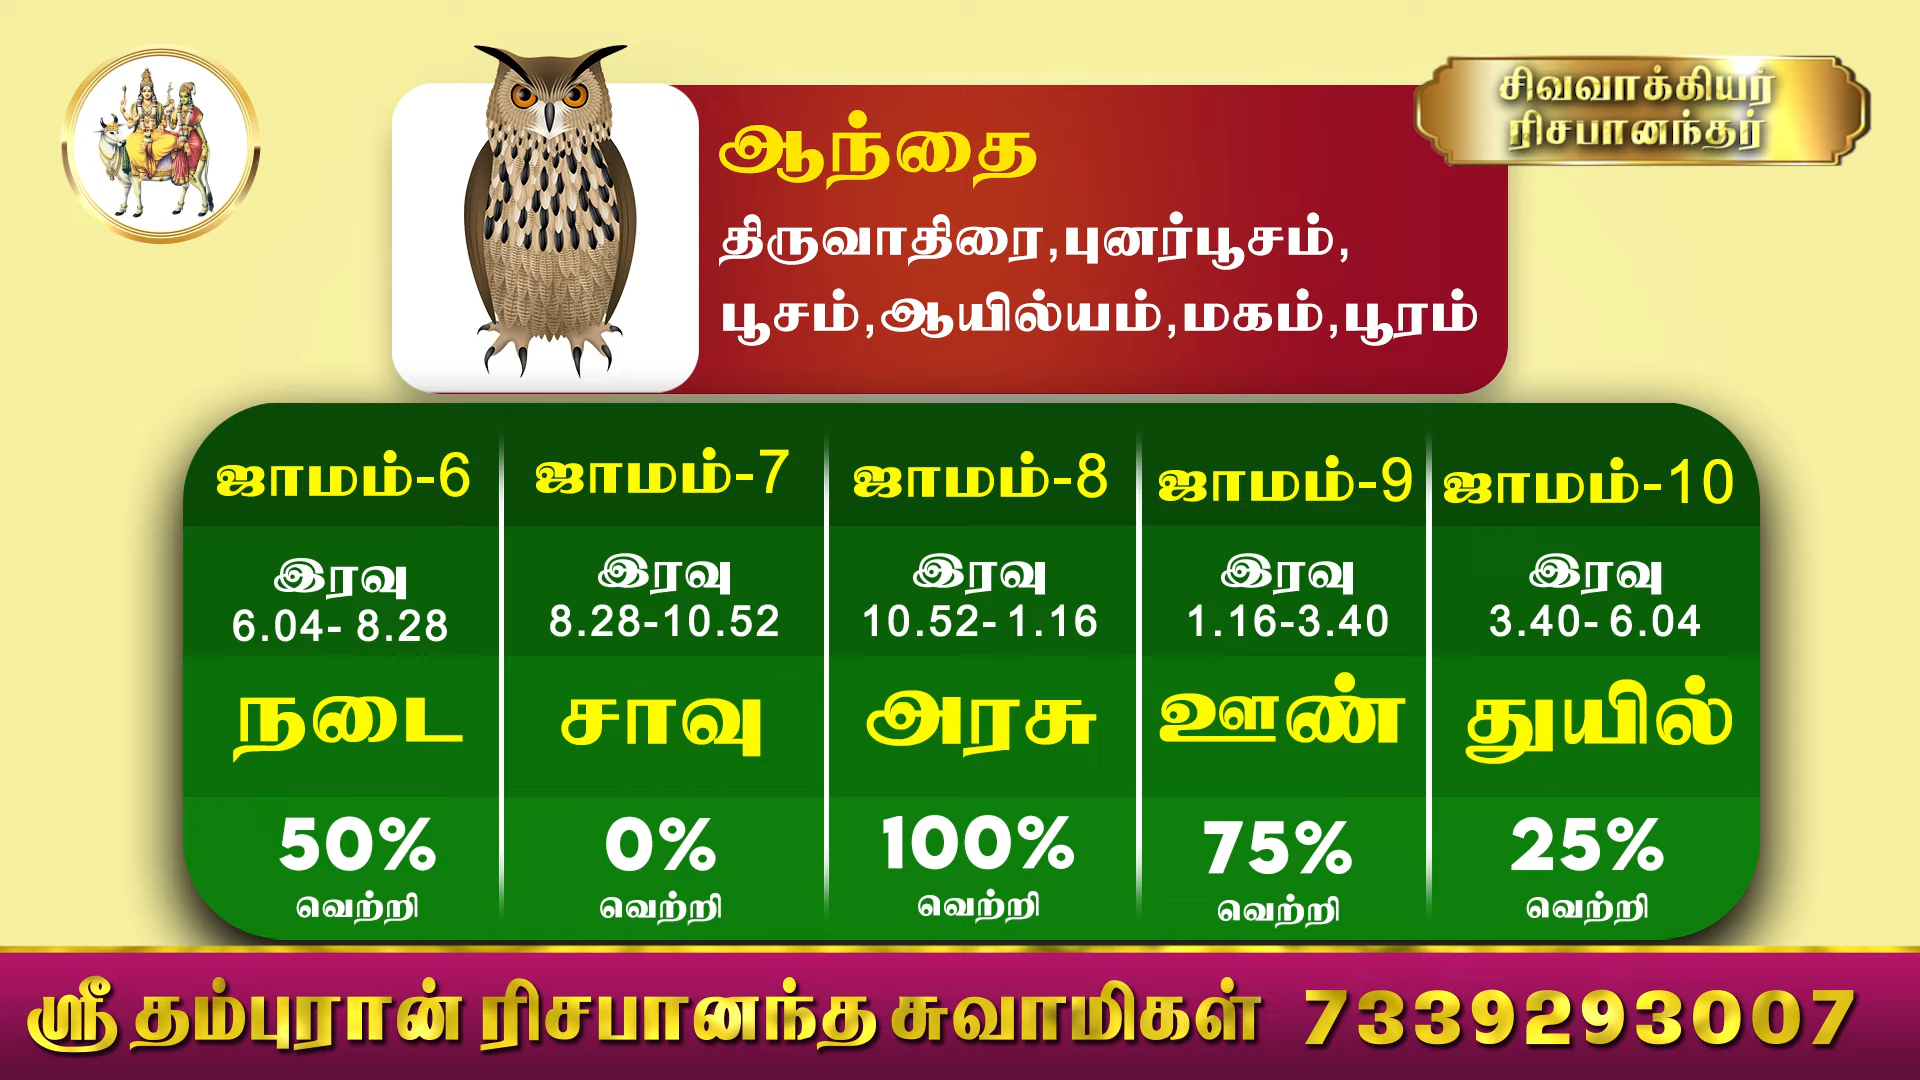 சிவவாக்கியர்
ரிசபானந்தர்
ஆந்தை
திருவாதிரை,புனர்பூசம்,
பூசம்,ஆயில்யம்,மகம்,பூரம்
ஜாமம்-6 ஜாமம்-7 ஜாமம்-8 ஜாமம்-9 ஜாமம்-10
இரவு இரவு இரவு இரவு இரவு
6.04- 8.28 8.28-10.52 10.52- 1.16 1.16-3.40 3.40- 6.04
நடை சாவு அரசு ஊண் துயில்
50% 0% 100% 75% 25%
வெற்றி வெற்றி வெற்றி வெற்றி வெற்றி
ஸ்ரீ தம்புரான் ரிசபானந்த சுவாமிகள் 7339293007